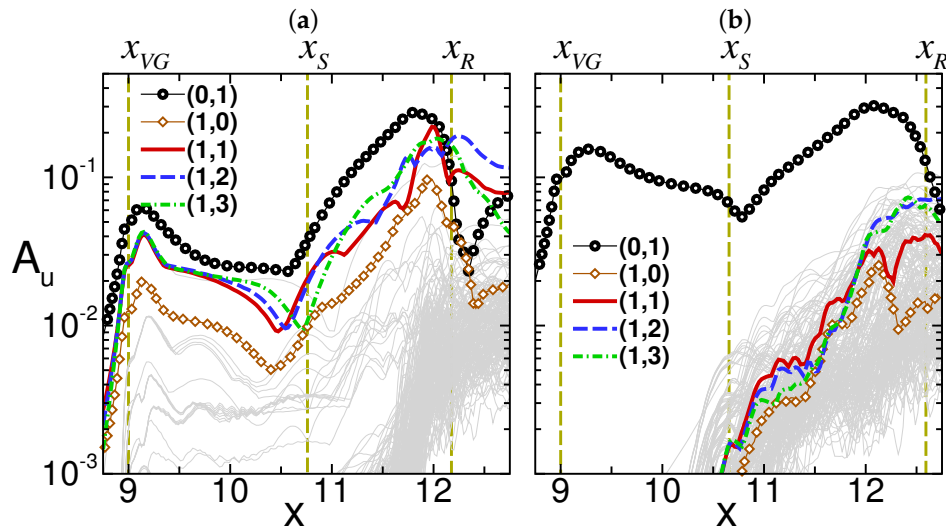 (a)
(b)
x_VG x_S x_R
x_VG x_S x_R
A_u
10^-1
10^-2
10^-3
(0,1)
(1,0)
(1,1)
(1,2)
(1,3)
(0,1)
(1,0)
(1,1)
(1,2)
(1,3)
9 10 11 12
9 10 11 12
x
x